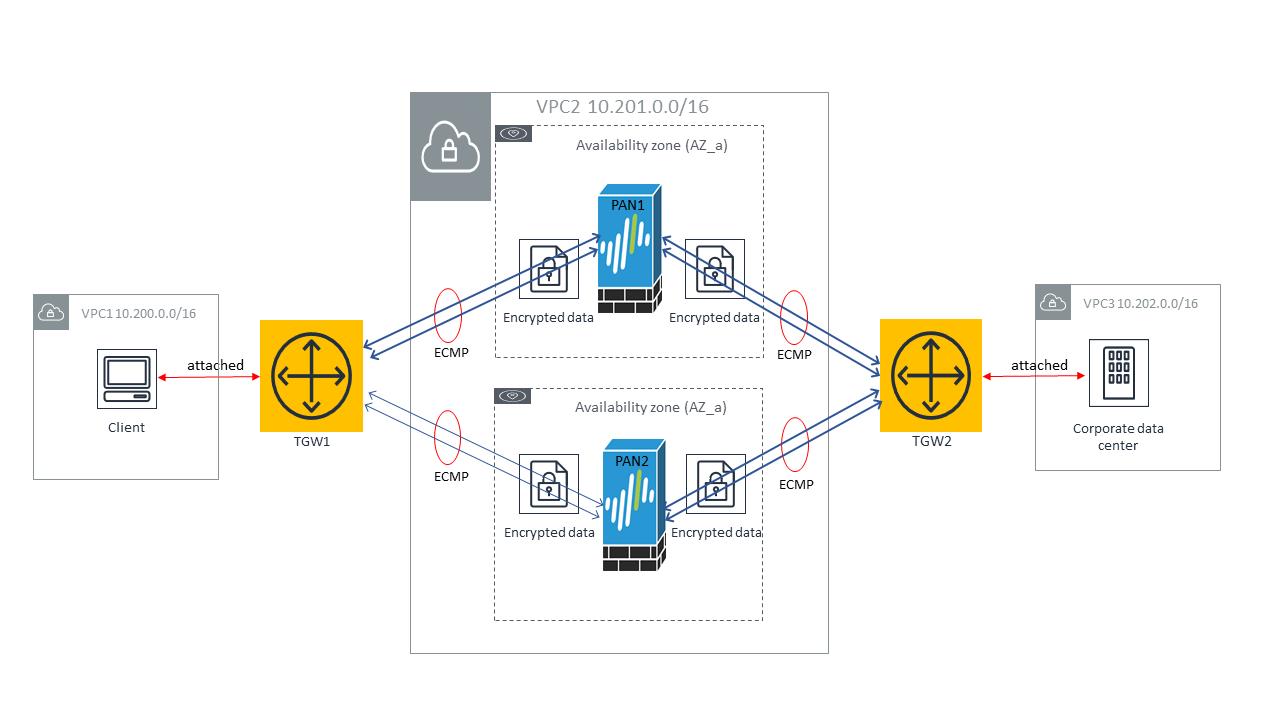 VPC2 10.201.0.0/16
Availability zone (AZ_a)
PAN1
Encrypted data
Encrypted data
ECMP
ECMP
VPC1 10.200.0.0/16
attached
Client
TGW1
TGW2
attached
VPC3 10.202.0.0/16
Corporate data
center
Availability zone (AZ_a)
PAN2
ECMP
ECMP
Encrypted data
Encrypted data